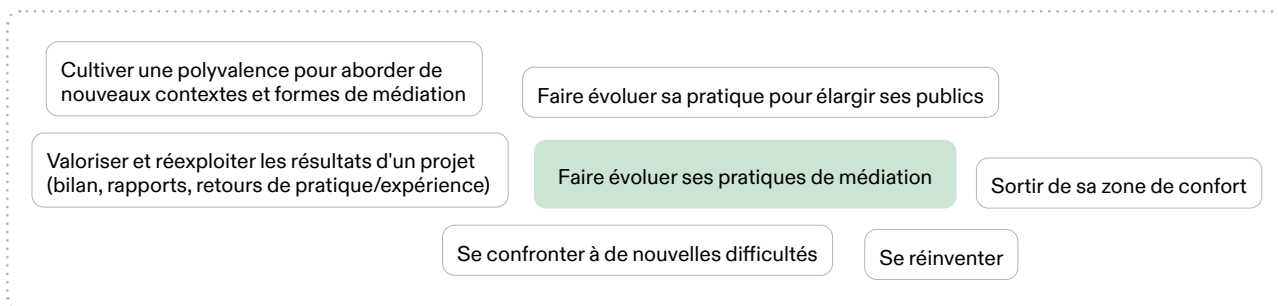 Cultiver une polyvalence pour aborder de
nouveaux contextes et formes de médiation
Faire évoluer sa pratique pour élargir ses publics
Valoriser et réexploiter les résultats d'un projet
(bilan, rapports, retours de pratique/expérience)
Faire évoluer ses pratiques de médiation
Sortir de sa zone de confort
Se confronter à de nouvelles difficultés
Se réinventer